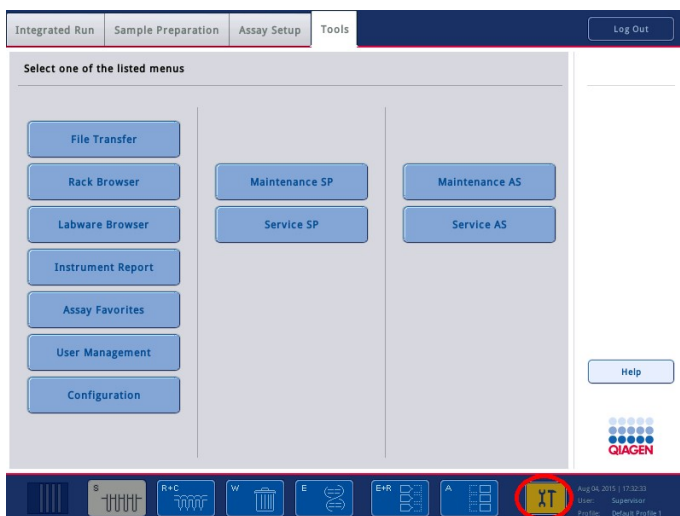 Integrated Run
Sample Preparation
Assay Setup
Tools
Log Out
Select one of the listed menus
File Transfer
Rack Browser
Maintenance SP
Maintenance AS
Labware Browser
Service SP
Service AS
Instrument Report
Assay Favorites
User Management
Configuration
Help
QIAGEN
S
R+C
W
E
E+R
A
Aug 04, 2015 | 17:32:33
User: Supervisor
Profile: Default Profile 1